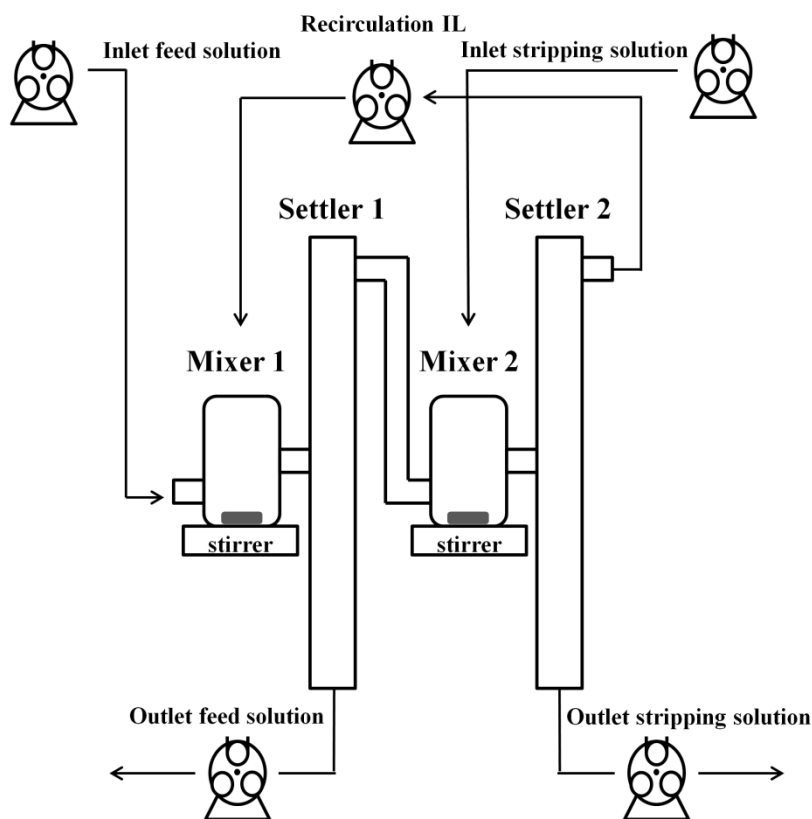 Recirculation IL
Inlet feed solution
Inlet stripping solution
Settler 1
Settler 2
Mixer 1
Mixer 2
stirrer
stirrer
Outlet feed solution
Outlet stripping solution